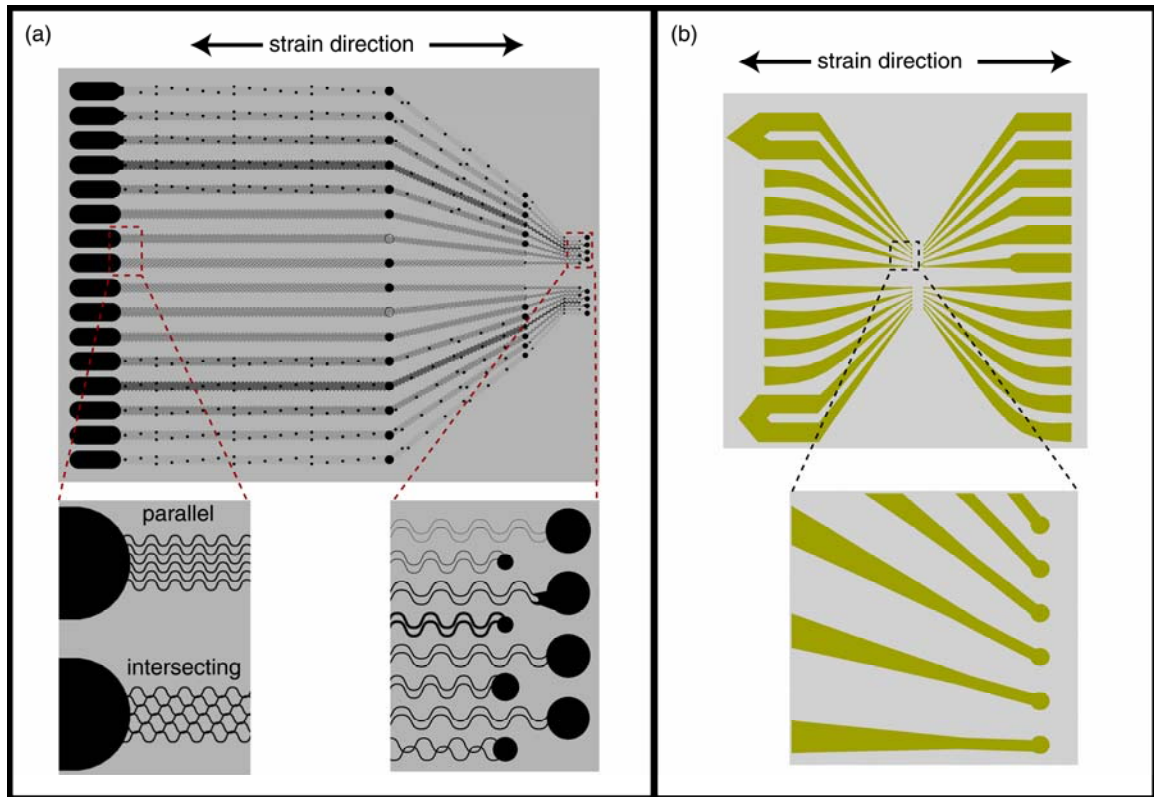 (a)
strain direction
parallel
intersecting
(b)
strain direction